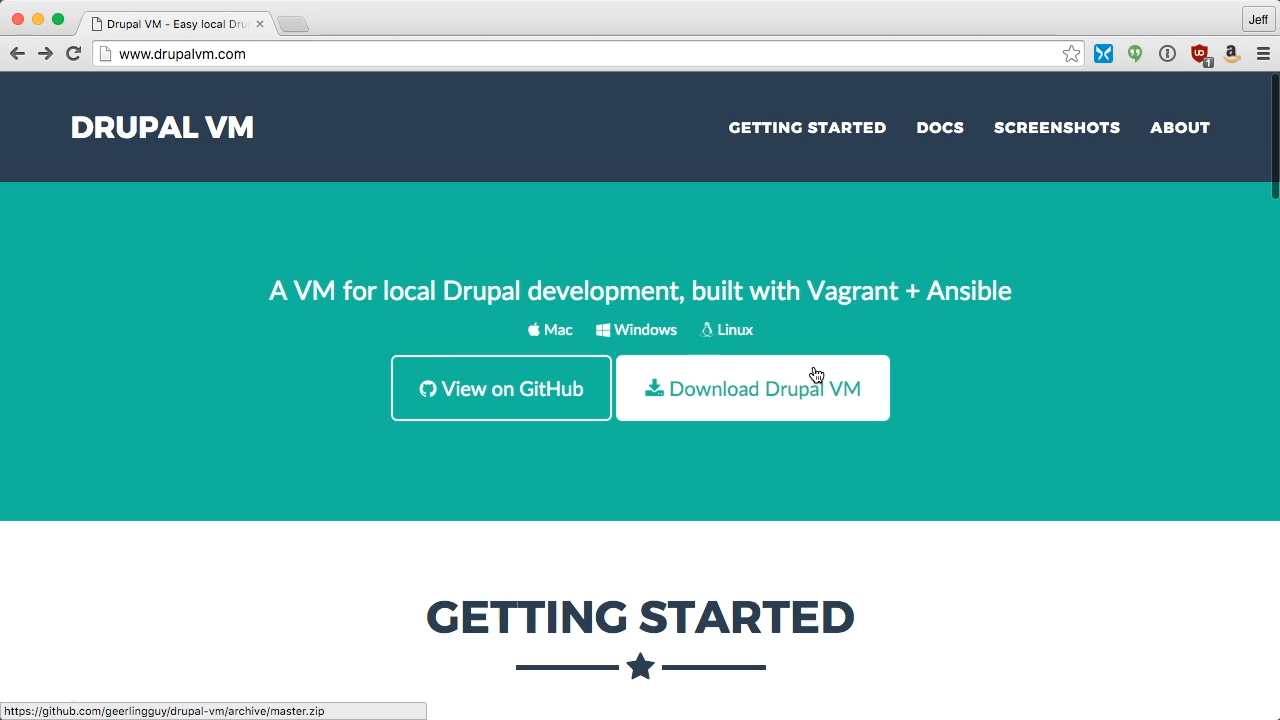 Drupal VM - Easy local Dru
Jeff
www.drupalvm.com
1
DRUPAL VM
GETTING STARTED
DOCS
SCREENSHOTS
ABOUT
A VM for local Drupal development, built with Vagrant + Ansible
Mac
Windows
Linux
View on GitHub
Download Drupal VM
GETTING STARTED
https://github.com/geerlingguy/drupal-vm/archive/master.zip